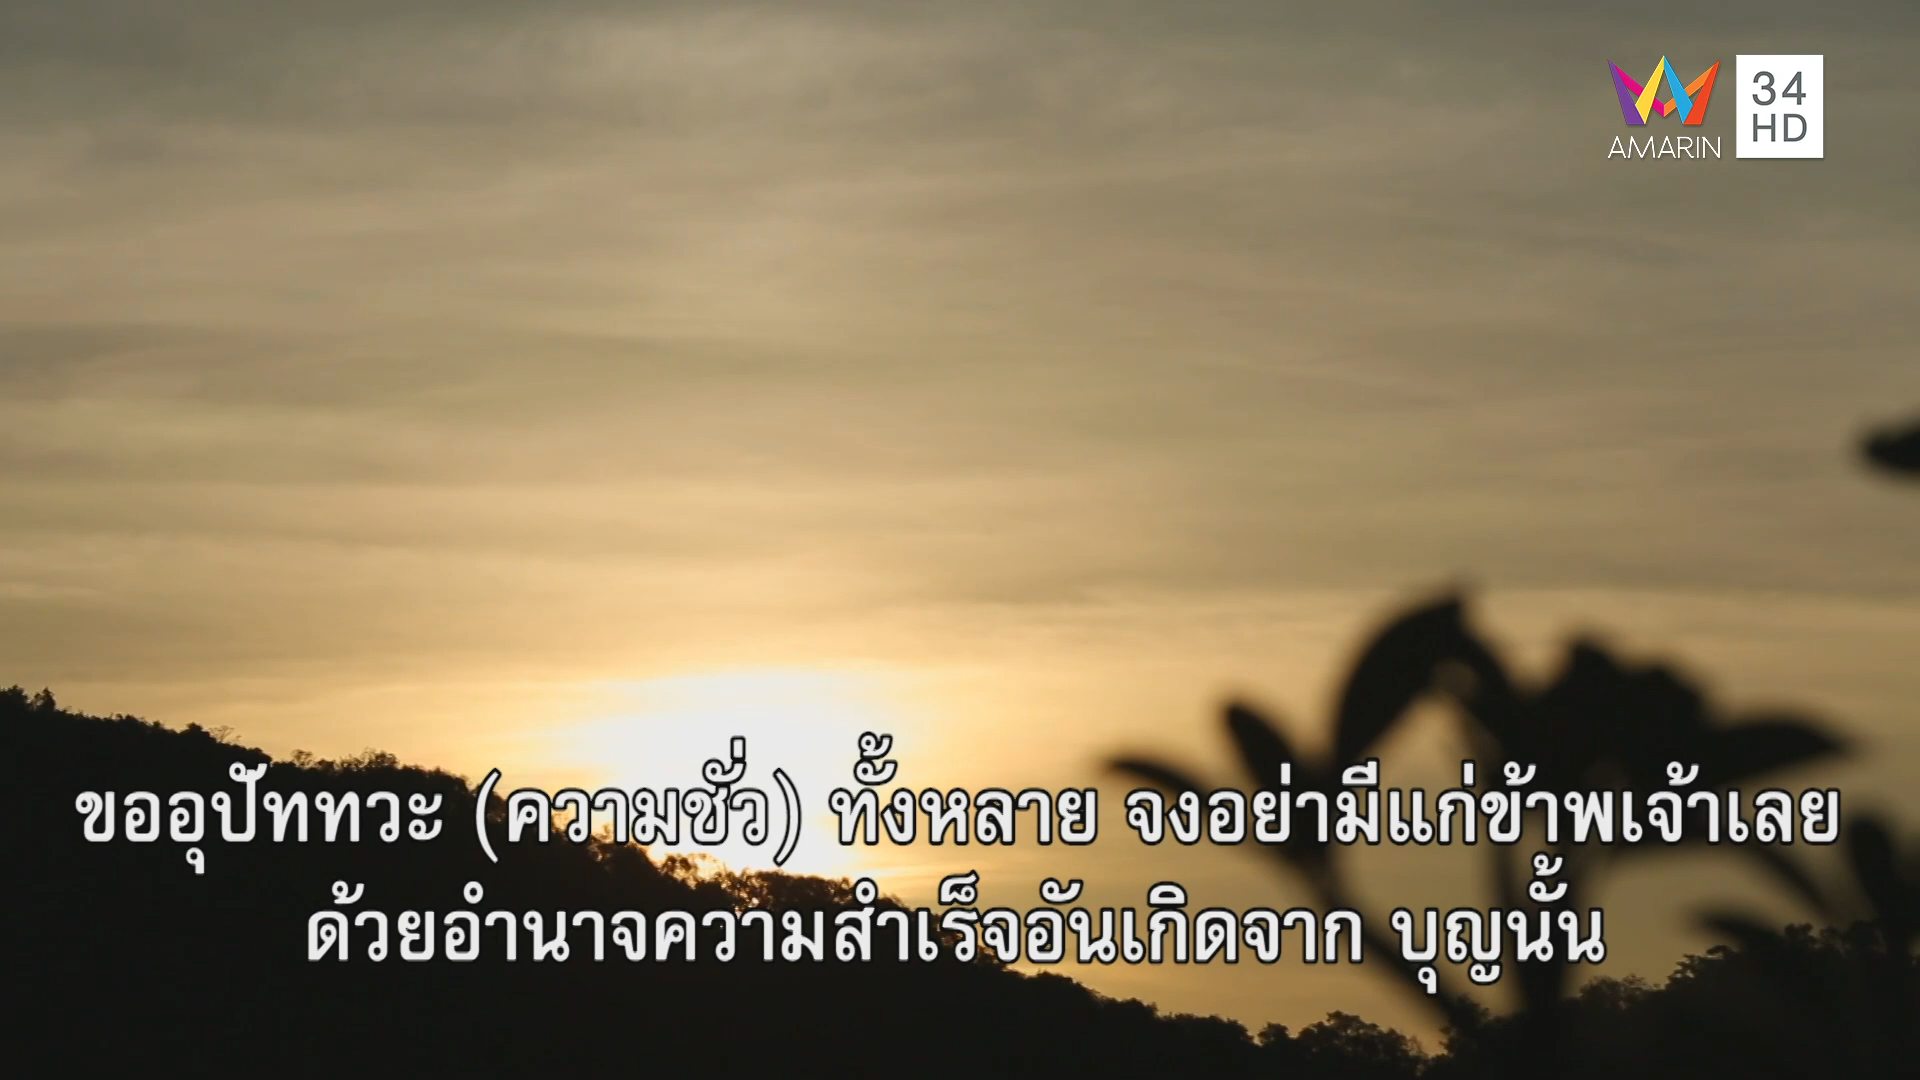 AMARIN
34
HD
ขออุปัททวะ (ความชั่ว) ทั้งหลาย จงอย่ามีแก่ข้าพเจ้าเลย
ด้วยอำนาจความสำเร็จอันเกิดจาก บุญนั้น